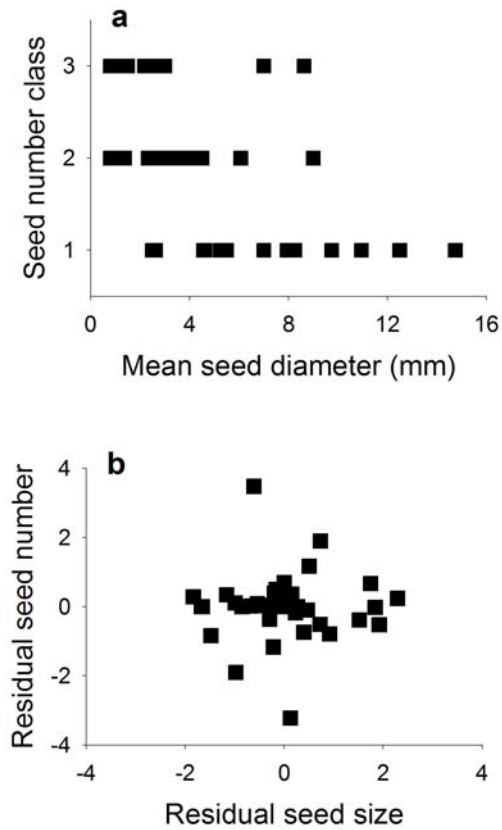 a
Seed number class
3
2
1
0 4 8 12 16
Mean seed diameter (mm)
b
Residual seed number
4
2
0
-2
-4
-4 -2 0 2 4
Residual seed size